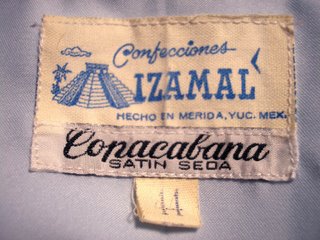 Confecciones
IZAMAL
HECHO EN MERIDA, YUC. MEX.
Copacabana
SATIN SEDA